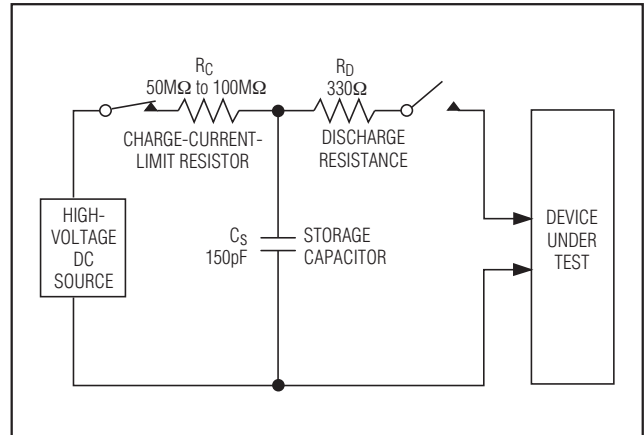 RC
50MΩ to 100MΩ
CHARGE-CURRENT-
LIMIT RESISTOR
RD
330Ω
DISCHARGE
RESISTANCE
HIGH-
VOLTAGE
DC
SOURCE
CS
150pF
STORAGE
CAPACITOR
DEVICE
UNDER
TEST